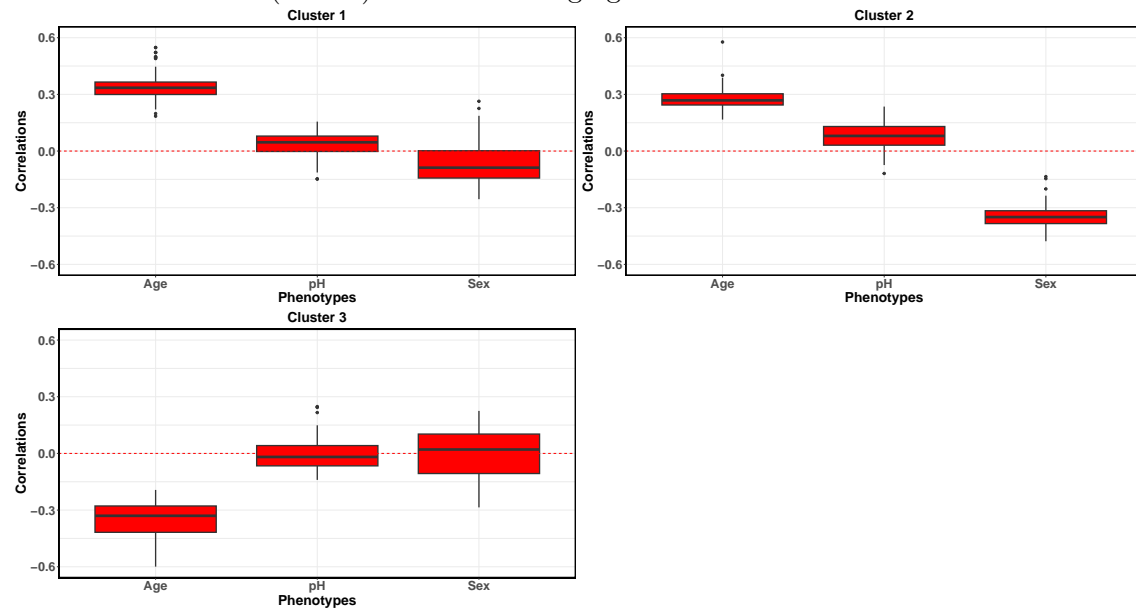 Cluster 1
0.6
0.3
0.0
−0.3
−0.6
Correlations
Age pH Sex
Phenotypes
Cluster 2
0.6
0.3
0.0
−0.3
−0.6
Correlations
Age pH Sex
Phenotypes
Cluster 3
0.6
0.3
0.0
−0.3
−0.6
Correlations
Age pH Sex
Phenotypes